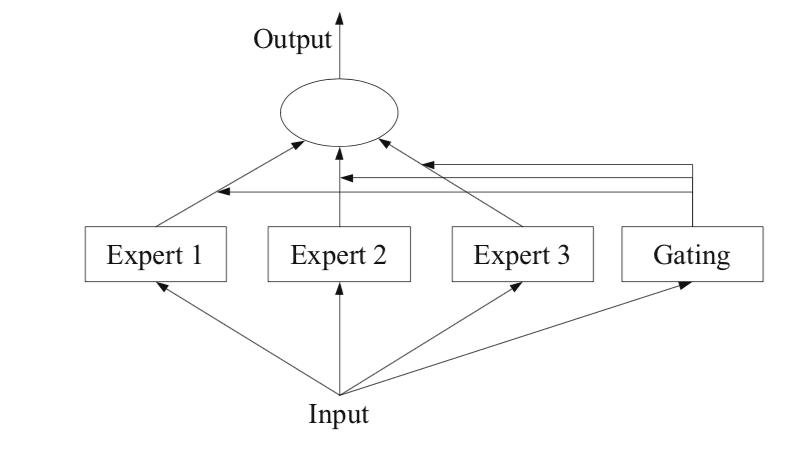 Output
Expert 1
Expert 2
Expert 3
Gating
Input